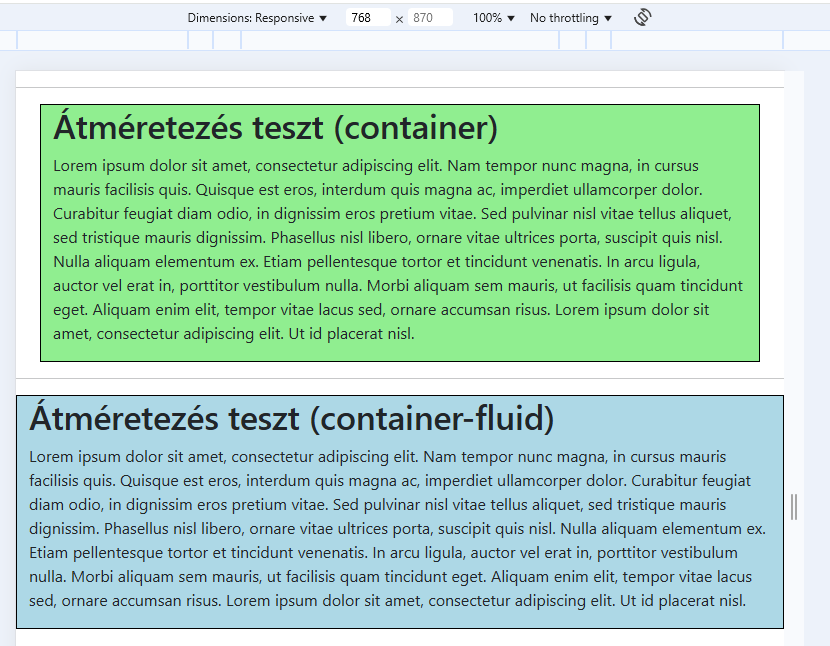 Dimensions: Responsive ▼ 768 × 870 100% ▼ No throttling ▼
Átméretezés teszt (container)
Lorem ipsum dolor sit amet, consectetur adipiscing elit. Nam tempor nunc magna, in cursus
mauris facilisis quis. Quisque est eros, interdum quis magna ac, imperdiet ullamcorper dolor.
Curabitur feugiat diam odio, in dignissim eros pretium vitae. Sed pulvinar nisl vitae tellus aliquet,
sed tristique mauris dignissim. Phasellus nisl libero, ornare vitae ultrices porta, suscipit quis nisl.
Nulla aliquam elementum ex. Etiam pellentesque tortor et tincidunt venenatis. In arcu ligula,
auctor vel erat in, porttitor vestibulum nulla. Morbi aliquam sem mauris, ut facilisis quam tincidunt
eget. Aliquam enim elit, tempor vitae lacus sed, ornare accumsan risus. Lorem ipsum dolor sit
amet, consectetur adipiscing elit. Ut id placerat nisl.
Átméretezés teszt (container-fluid)
Lorem ipsum dolor sit amet, consectetur adipiscing elit. Nam tempor nunc magna, in cursus mauris
facilisis quis. Quisque est eros, interdum quis magna ac, imperdiet ullamcorper dolor. Curabitur feugiat
diam odio, in dignissim eros pretium vitae. Sed pulvinar nisl vitae tellus aliquet, sed tristique mauris
dignissim. Phasellus nisl libero, ornare vitae ultrices porta, suscipit quis nisl. Nulla aliquam elementum ex.
Etiam pellentesque tortor et tincidunt venenatis. In arcu ligula, auctor vel erat in, porttitor vestibulum
nulla. Morbi aliquam sem mauris, ut facilisis quam tincidunt eget. Aliquam enim elit, tempor vitae lacus
sed, ornare accumsan risus. Lorem ipsum dolor sit amet, consectetur adipiscing elit. Ut id placerat nisl.